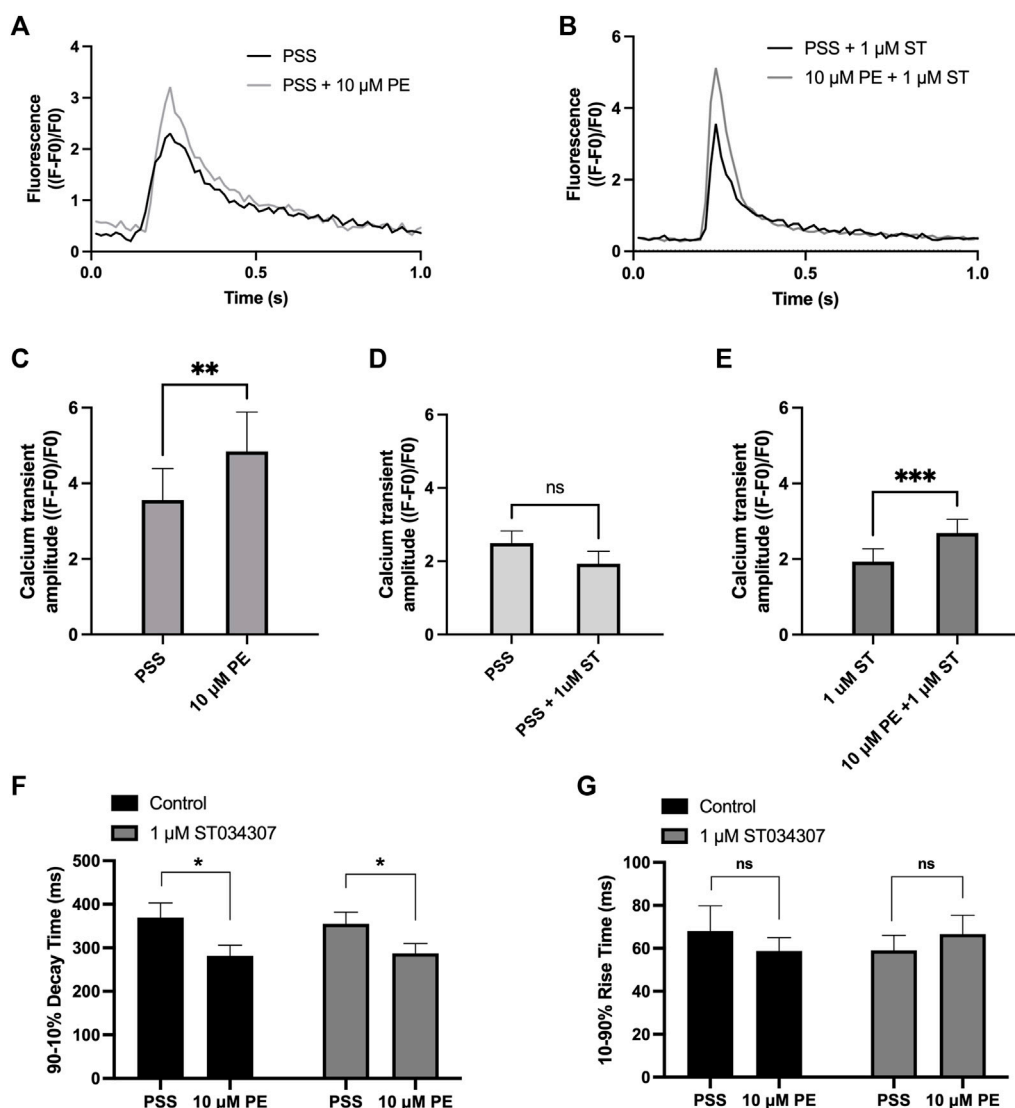 A
PSS
PSS + 10 µM PE
Fluorescence
((F-F0)/F0)
4
3
2
1
0
0.0
0.5
1.0
Time (s)
B
PSS + 1 µM ST
10 µM PE + 1 µM ST
Fluorescence
((F-F0)/F0)
6
4
2
0
0.0
0.5
1.0
Time (s)
C
**
Calcium transient
amplitude ((F-F0)/F0)
6
4
2
0
PSS
10 µM PE
D
ns
Calcium transient
amplitude ((F-F0)/F0)
6
4
2
0
PSS
PSS + 1uM ST
E
***
Calcium transient
amplitude ((F-F0)/F0)
6
4
2
0
1 uM ST
10 µM PE +1 µM ST
F
Control
1 µM ST034307
90-10% Decay Time (ms)
500
400
300
200
100
0
*
*
PSS
10 µM PE
PSS
10 µM PE
G
Control
1 µM ST034307
10-90% Rise Time (ms)
100
80
60
40
20
0
ns
ns
PSS
10 µM PE
PSS
10 µM PE